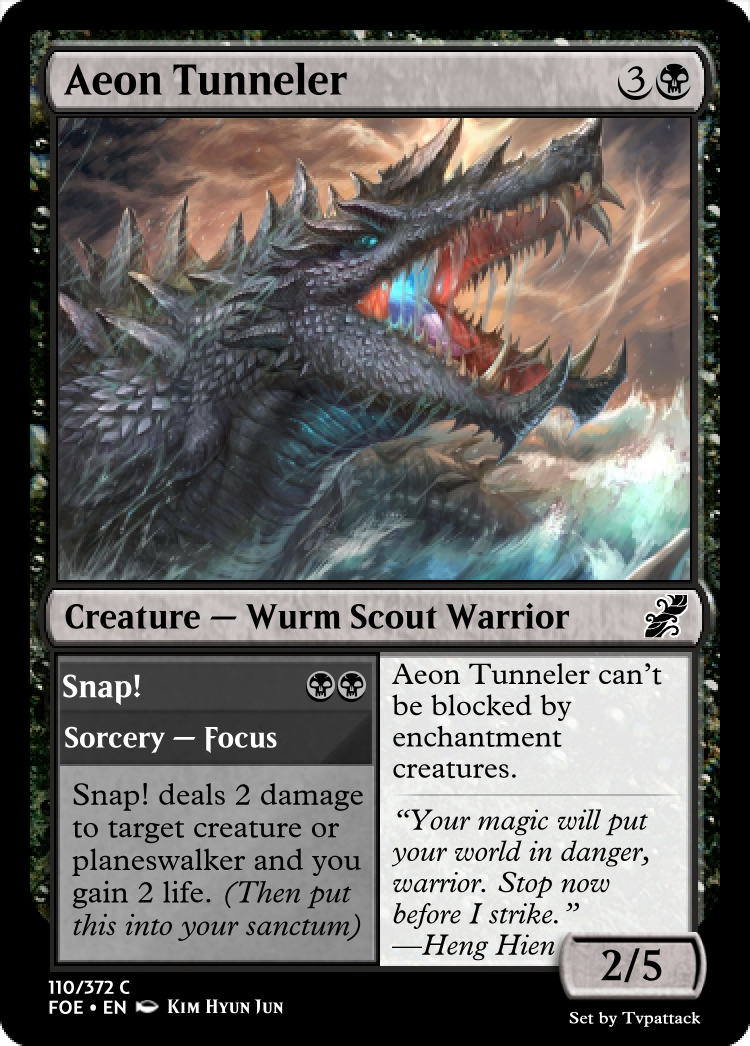 Aeon Tunneler
3
Creature — Wurm Scout Warrior
Snap!
Sorcery — Focus
Snap! deals 2 damage
to target creature or
planeswalker and you
gain 2 life. (Then put
this into your sanctum)
Aeon Tunneler can’t
be blocked by
enchantment
creatures.
“Your magic will put
your world in danger,
warrior. Stop now
before I strike.”
—Heng Hien
2/5
110/372 C
FOE • EN Kim Hyun Jun
Set by Tvpattack